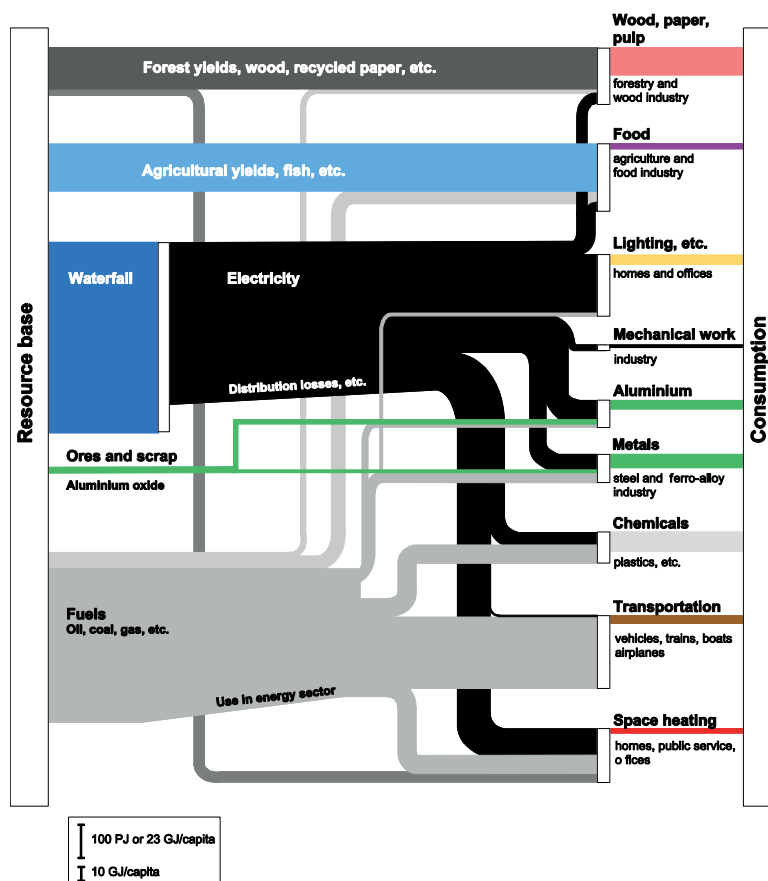 Wood, paper,
pulp
Forest yields, wood, recycled paper, etc.
forestry and
wood industry
Food
Agricultural yields, fish, etc.
agriculture and
food industry
Lighting, etc.
Waterfall
Electricity
homes and offices
Resource base
Consumption
Mechanical work
industry
Distribution losses, etc.
Aluminium
Ores and scrap
Aluminium oxide
Metals
steel and ferro-alloy
industry
Chemicals
plastics, etc.
Fuels
Oil, coal, gas, etc.
Transportation
vehicles, trains, boats
airplanes
Use in energy sector
Space heating
homes, public service,
o fices
100 PJ or 23 GJ/capita
10 GJ/capita